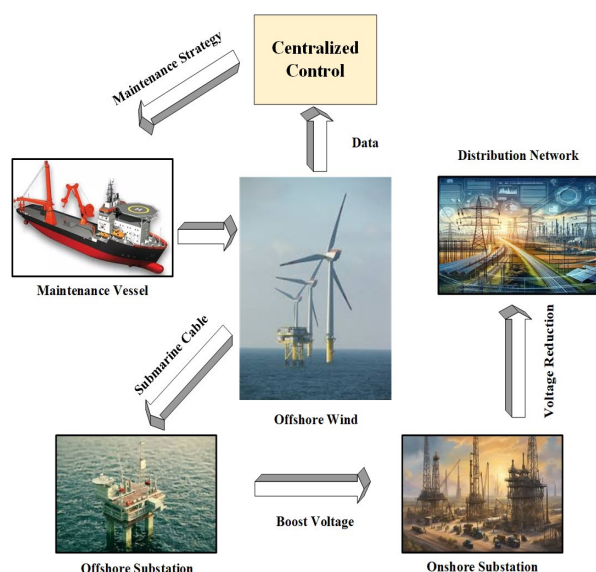 Centralized
Control
Maintenance Strategy
Data
Distribution Network
Maintenance Vessel
Submarine Cable
Voltage Reduction
Offshore Wind
Boost Voltage
Offshore Substation
Onshore Substation